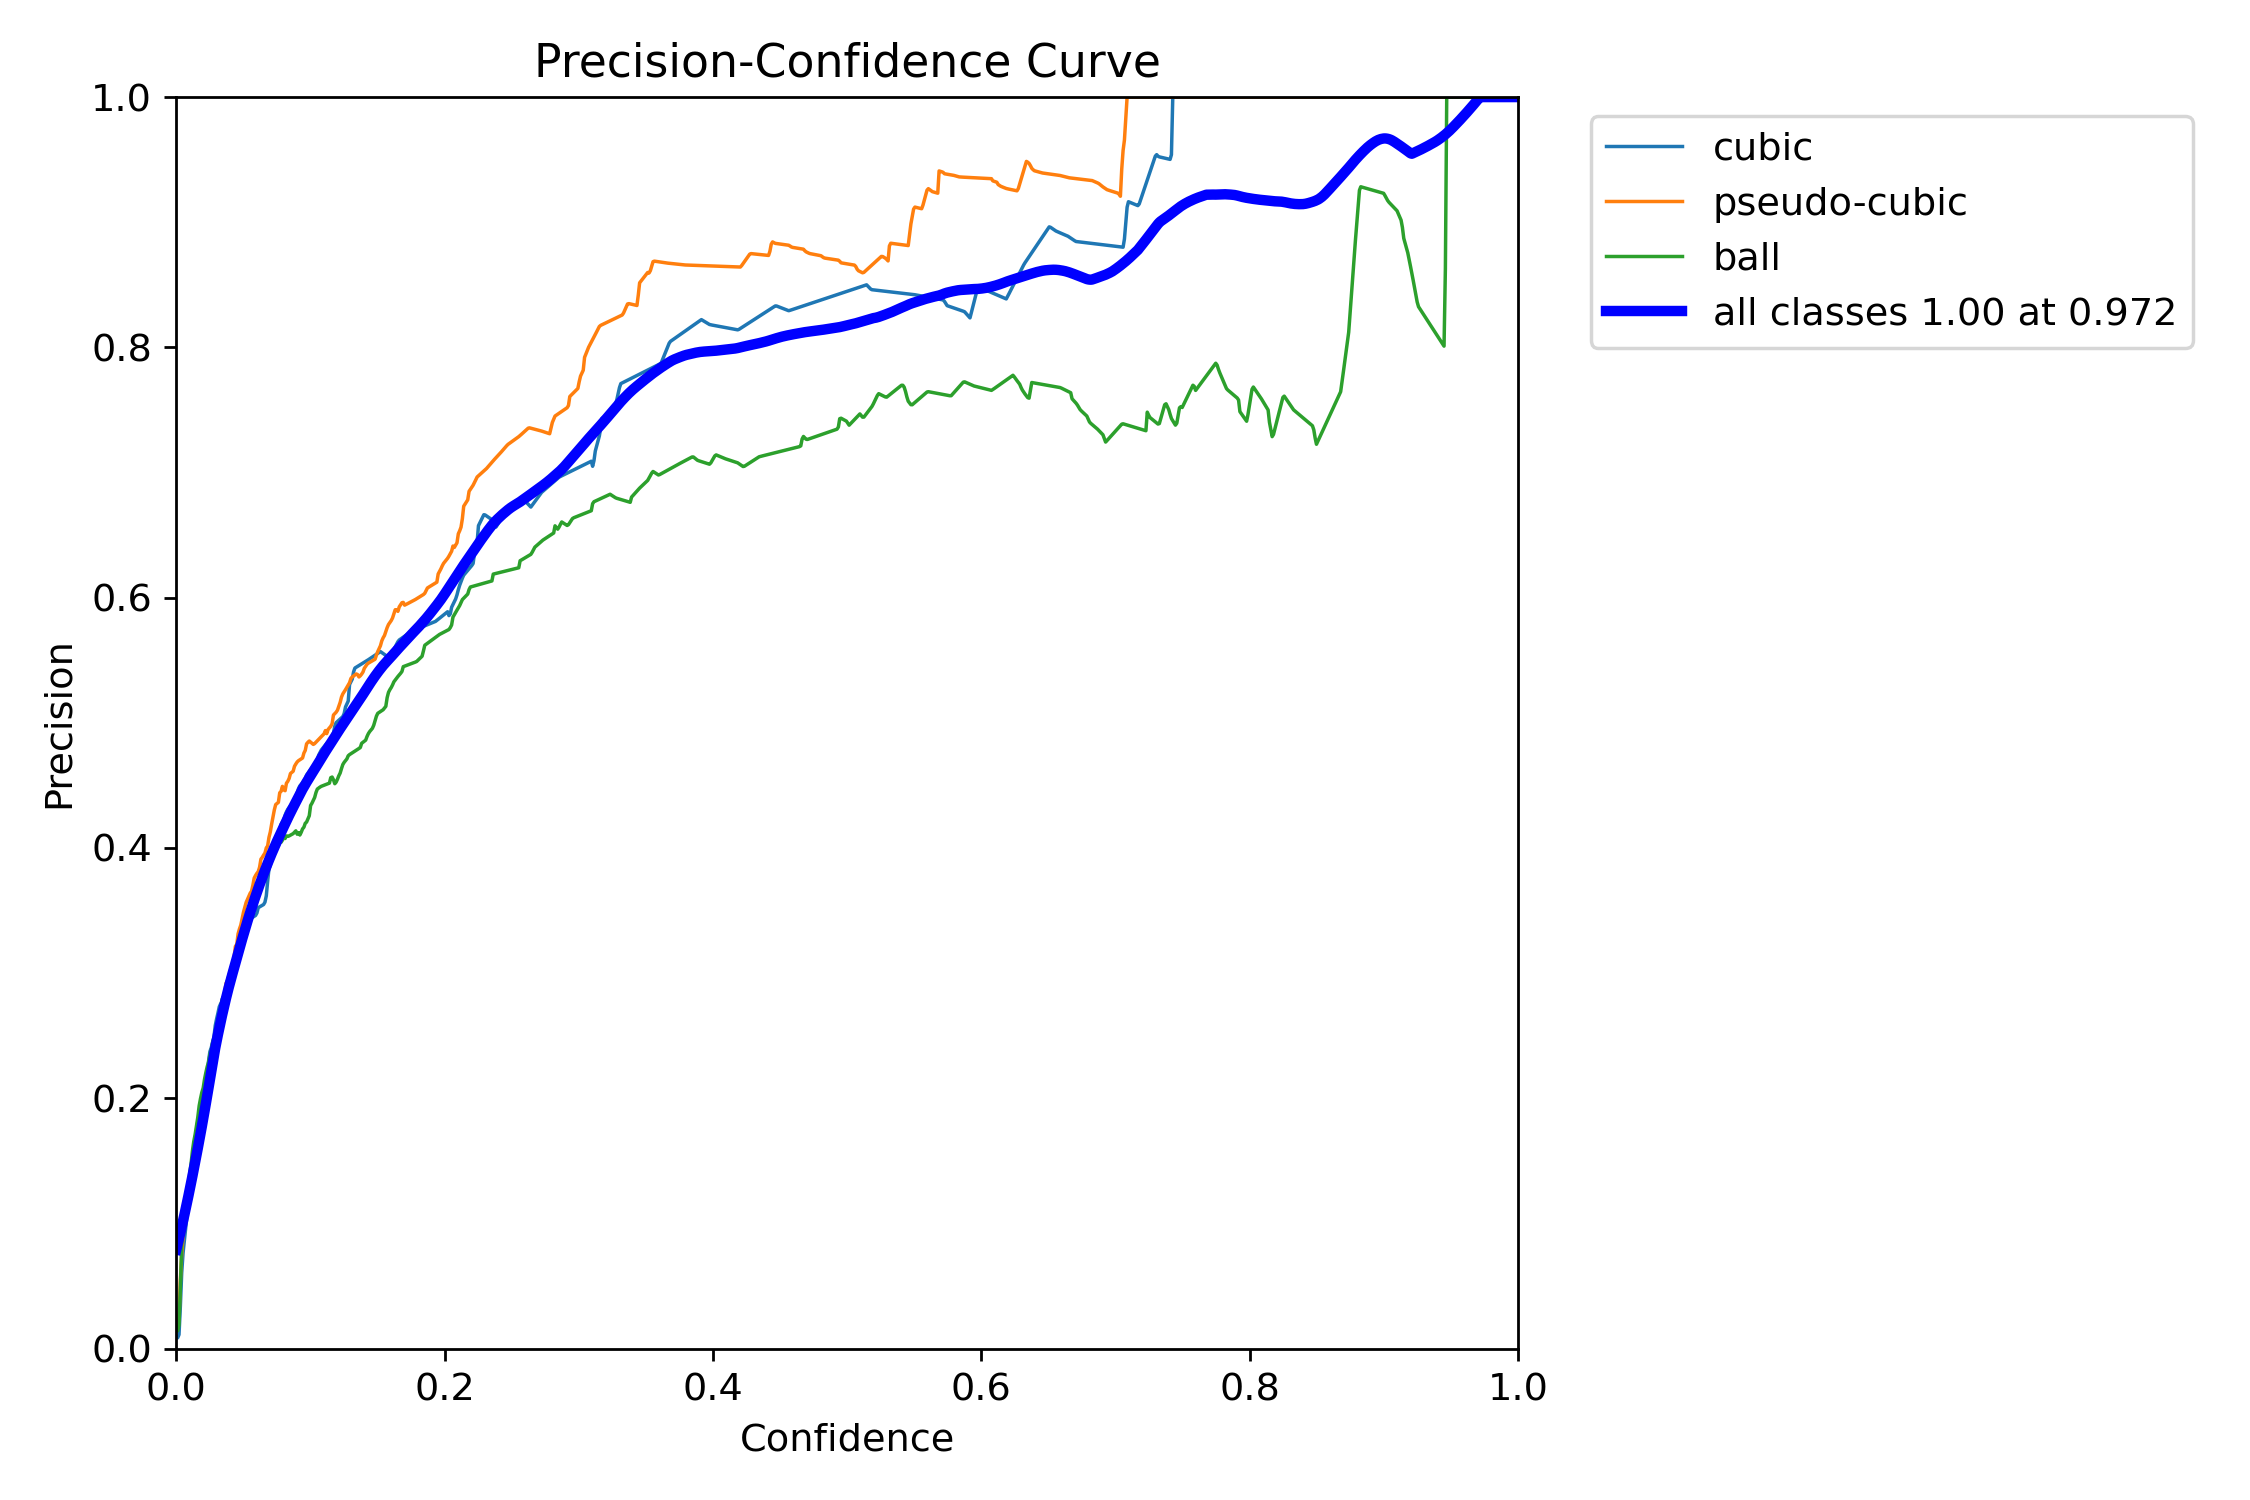 Precision-Confidence Curve
1.0
0.8
0.6
0.4
0.2
0.0
Precision
0.0 0.2 0.4 0.6 0.8 1.0
Confidence
cubic
pseudo-cubic
ball
all classes 1.00 at 0.972